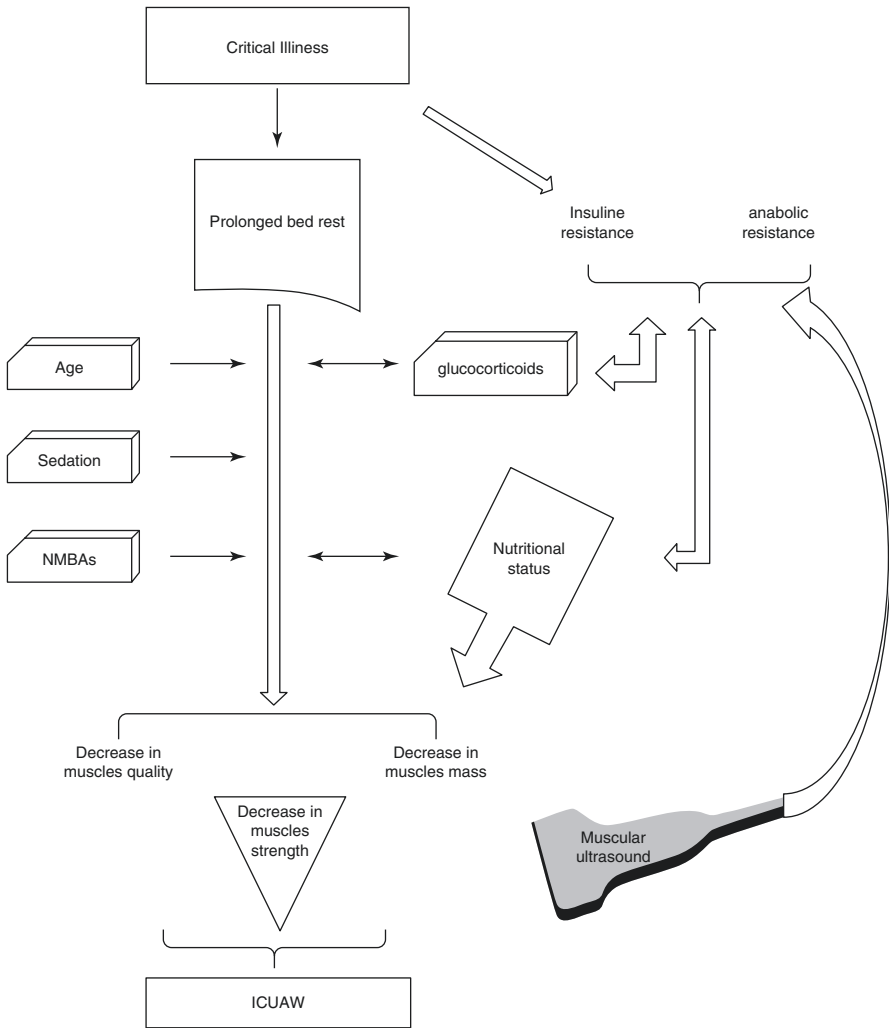 Critical Illiness
Prolonged bed rest
Insuline
resistance
anabolic
resistance
Age
glucocorticoids
Sedation
NMBAs
Nutritional
status
Decrease in
muscles quality
Decrease in
muscles mass
Decrease in
muscles
strength
Muscular
ultrasound
ICUAW